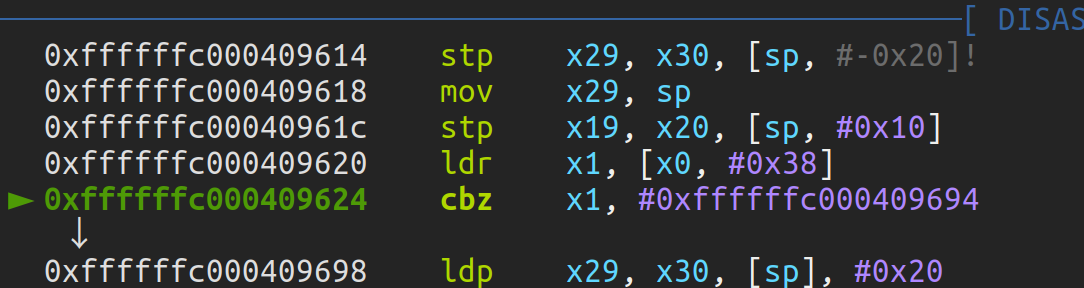 [ DISAS
0xffffffc000409614 stp x29, x30, [sp, #-0x20]!
0xffffffc000409618 mov x29, sp
0xffffffc00040961c stp x19, x20, [sp, #0x10]
0xffffffc000409620 ldr x1, [x0, #0x38]
► 0xffffffc000409624 cbz x1, #0xffffffc000409694
↓
0xffffffc000409698 ldp x29, x30, [sp], #0x20